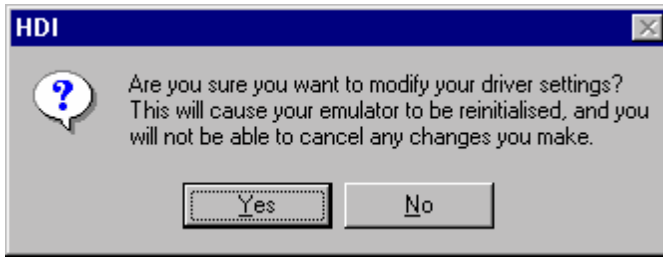 HDI
?
Are you sure you want to modify your driver settings?
This will cause your emulator to be reinitialised, and you
will not be able to cancel any changes you make.
Yes
No